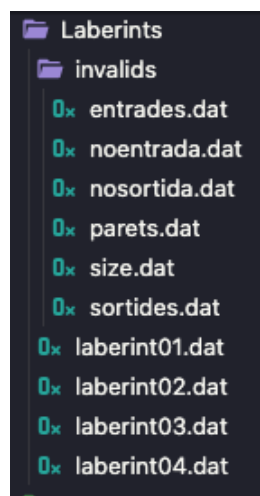 Laberints
invalids
entrades.dat
noentrada.dat
nosortida.dat
parets.dat
size.dat
sortides.dat
laberint01.dat
laberint02.dat
laberint03.dat
laberint04.dat